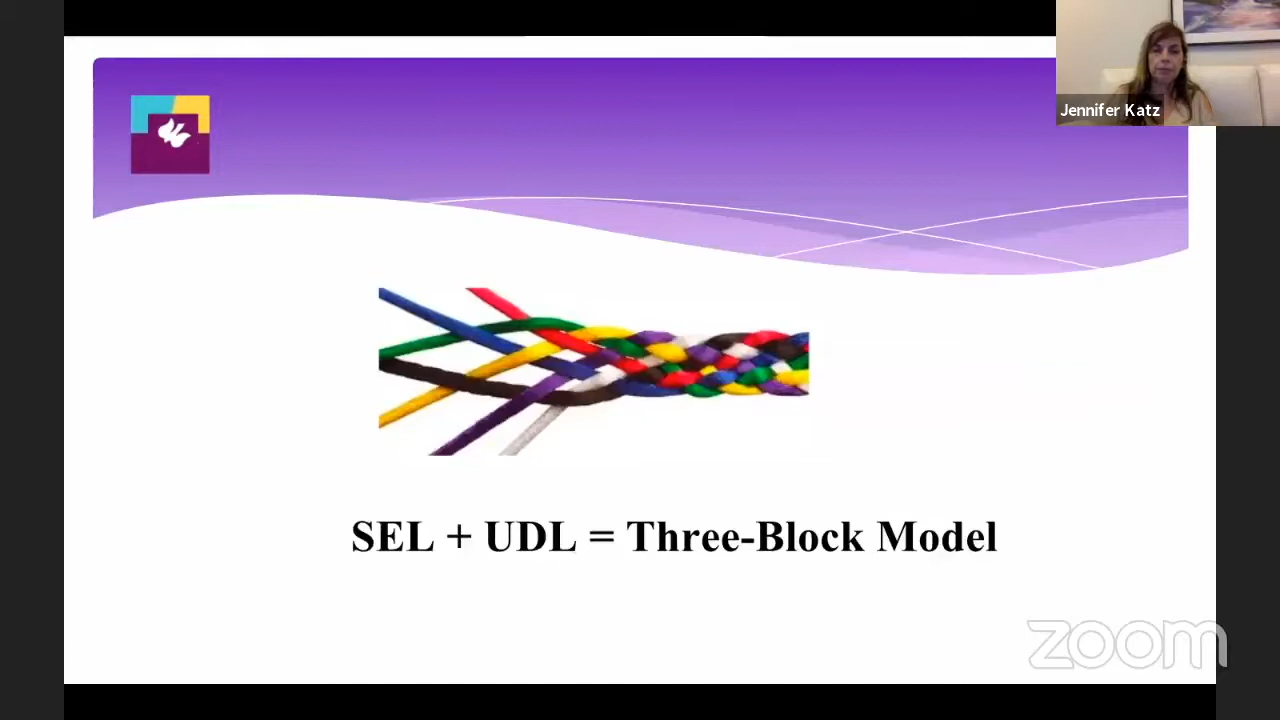 Jennifer Katz
SEL + UDL = Three-Block Model
zoom